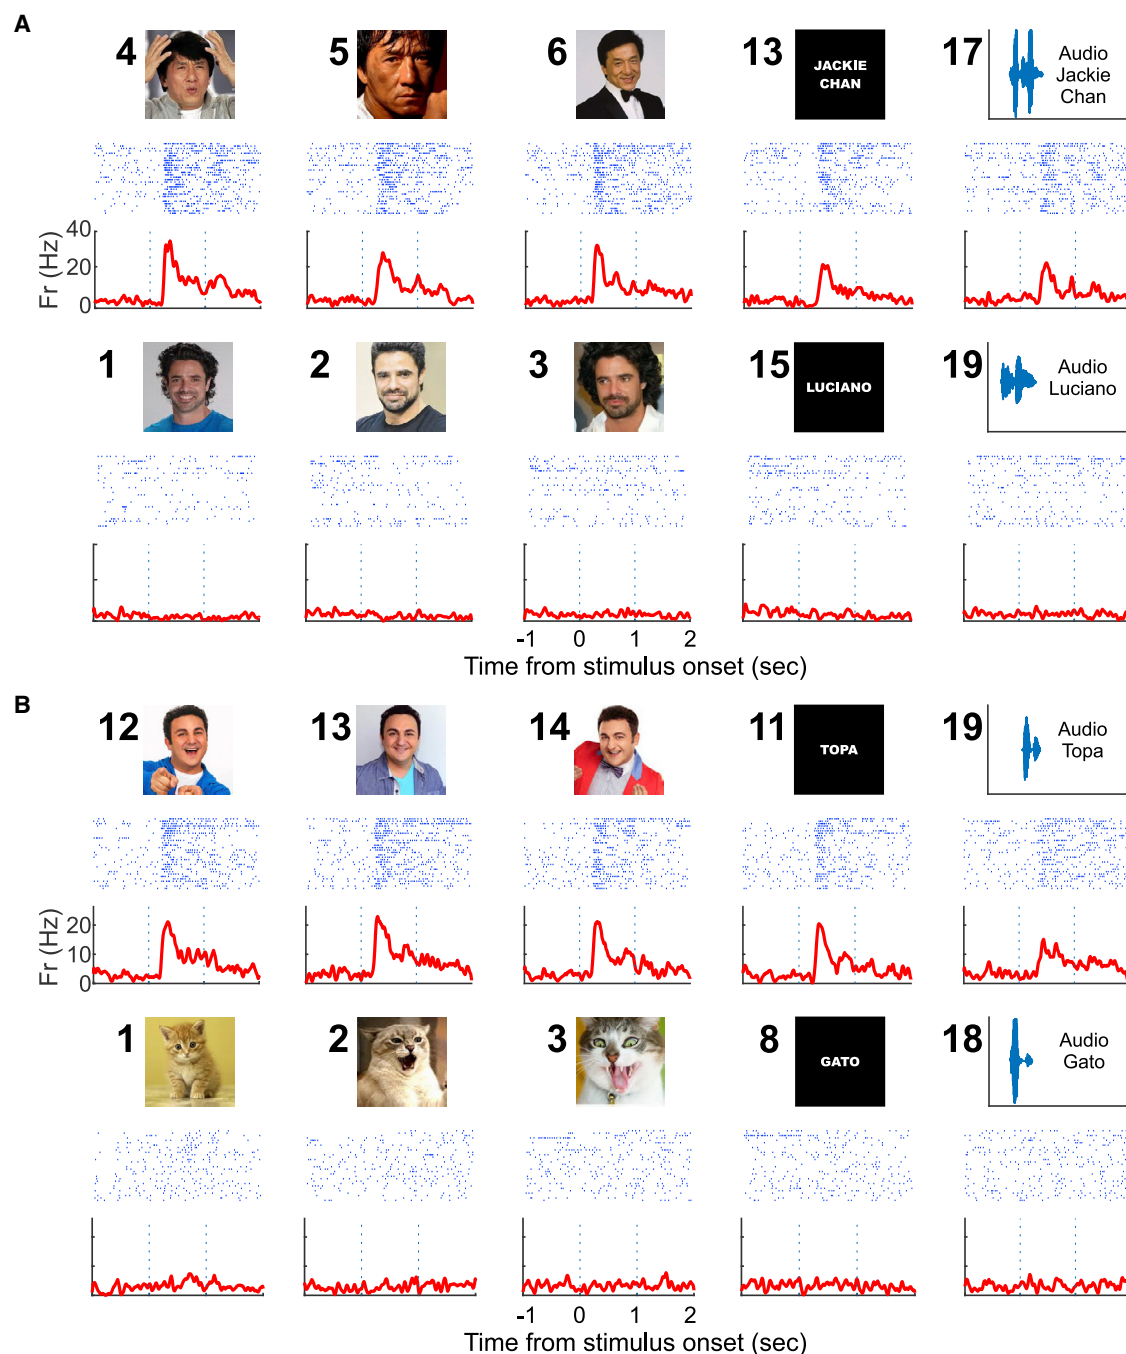 A
4 5 6 13 17
JACKIE
CHAN
Audio
Jackie
Chan
40
20
0
Fr (Hz)
1 2 3 15 19
LUCIANO
Audio
Luciano
-1 0 1 2
Time from stimulus onset (sec)
B
12 13 14 11 19
TOPA
Audio
Topa
20
10
0
Fr (Hz)
1 2 3 8 18
GATO
Audio
Gato
-1 0 1 2
Time from stimulus onset (sec)